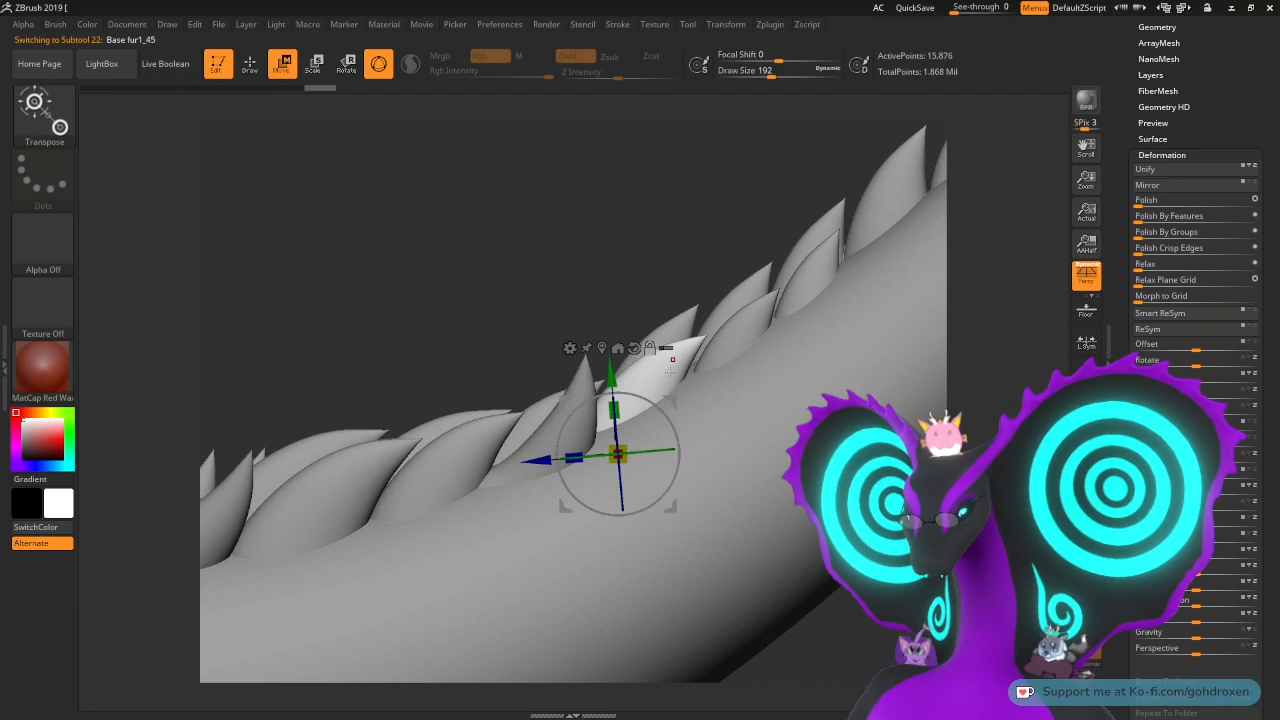 ZBrush 2019 [
AC
QuickSave
See-through 0
Menus
DefaultZScript
Alpha
Brush
Color
Document
Draw
Edit
File
Layer
Light
Macro
Marker
Material
Movie
Picker
Preferences
Render
Stencil
Stroke
Texture
Tool
Transform
Zplugin
Zscript
Switching to Subtool 22: Base fur1_45
Home Page
LightBox
Live Boolean
Edit
Draw
Move
Scale
Rotate
Mrgb
Rgb
M
Rgb Intensity
Zadd
Zsub
Zcut
Z Intensity
Focal Shift 0
Draw Size 192
Dynamic
ActivePoints: 15,876
TotalPoints: 1.868 Mil
Transpose
Dots
Alpha Off
Texture Off
MatCap Red Wax
Gradient
SwitchColor
Alternate
BPR
SPix 3
Scroll
Zoom
Actual
AAHalf
Dynamic
Persp
Floor
L.Sym
Geometry
ArrayMesh
NanoMesh
Layers
FiberMesh
Geometry HD
Preview
Surface
Deformation
Unify
Mirror
Polish
Polish By Features
Polish By Groups
Polish Crisp Edges
Relax
Relax Plane Grid
Morph to Grid
Smart ReSym
ReSym
Offset
Rotate
Gravity
Perspective
Support me at Ko-fi.com/gohdroxen
Repeat To Folder